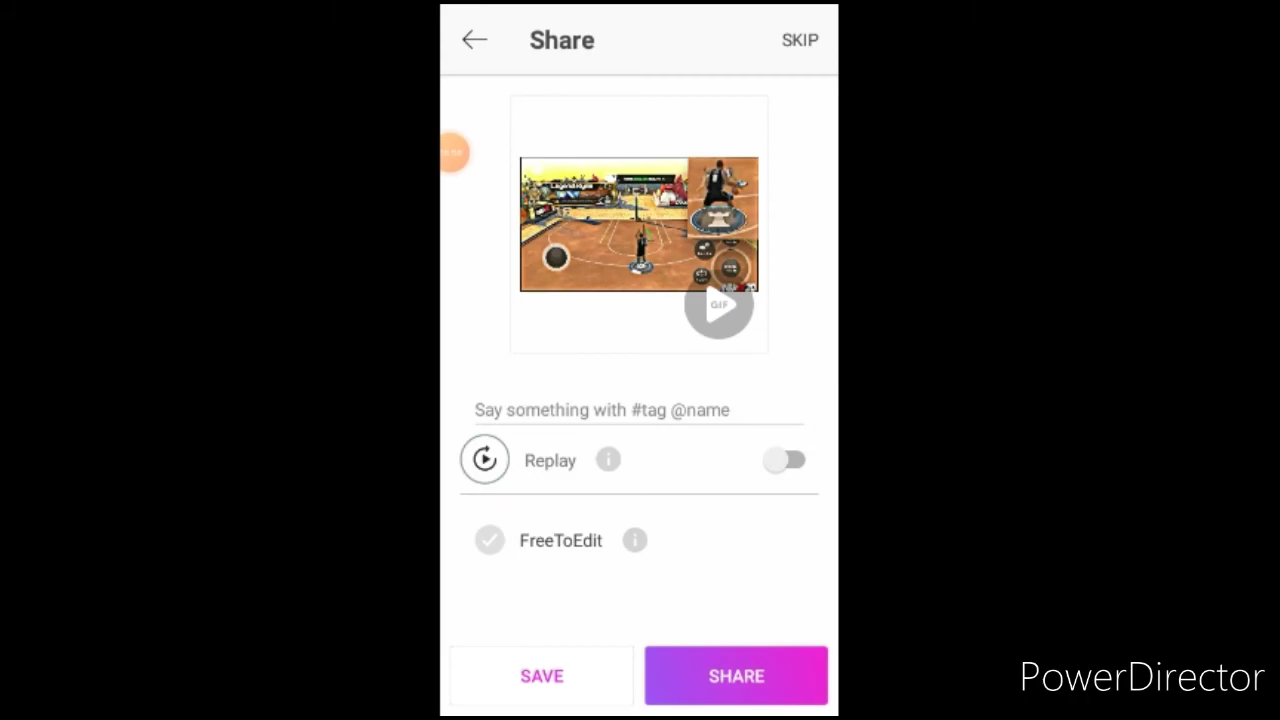 Share
SKIP
GIF
Say something with #tag @name
Replay
FreeToEdit
SAVE
SHARE
PowerDirector